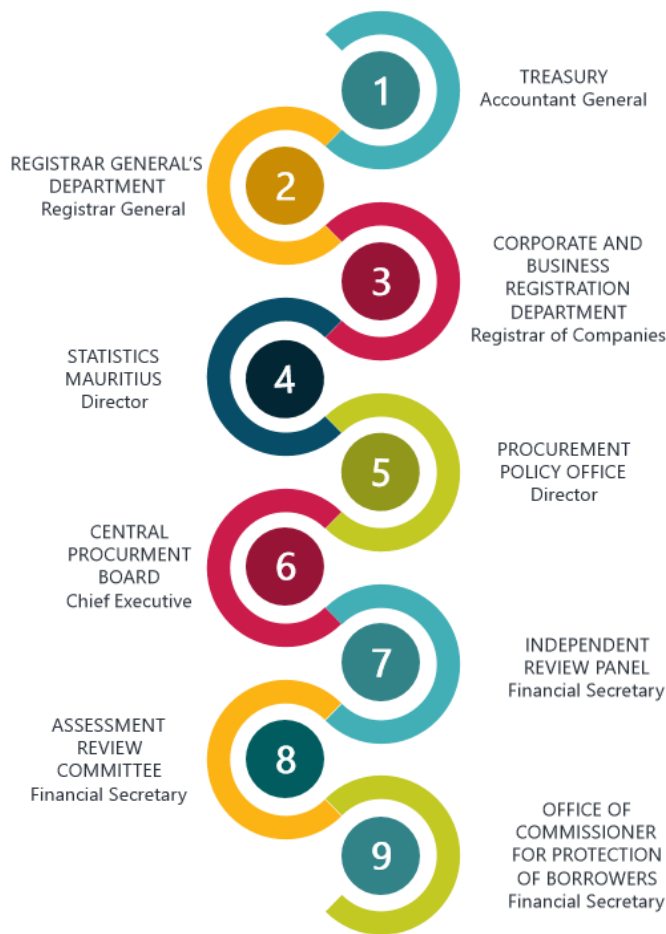 1
TREASURY
Accountant General
2
REGISTRAR GENERAL'S
DEPARTMENT
Registrar General
3
CORPORATE AND
BUSINESS
REGISTRATION
DEPARTMENT
Registrar of Companies
4
STATISTICS
MAURITIUS
Director
5
PROCUREMENT
POLICY OFFICE
Director
6
CENTRAL
PROCURMENT
BOARD
Chief Executive
7
INDEPENDENT
REVIEW PANEL
Financial Secretary
8
ASSESSMENT
REVIEW
COMMITTEE
Financial Secretary
9
OFFICE OF
COMMISSIONER
FOR PROTECTION
OF BORROWERS
Financial Secretary